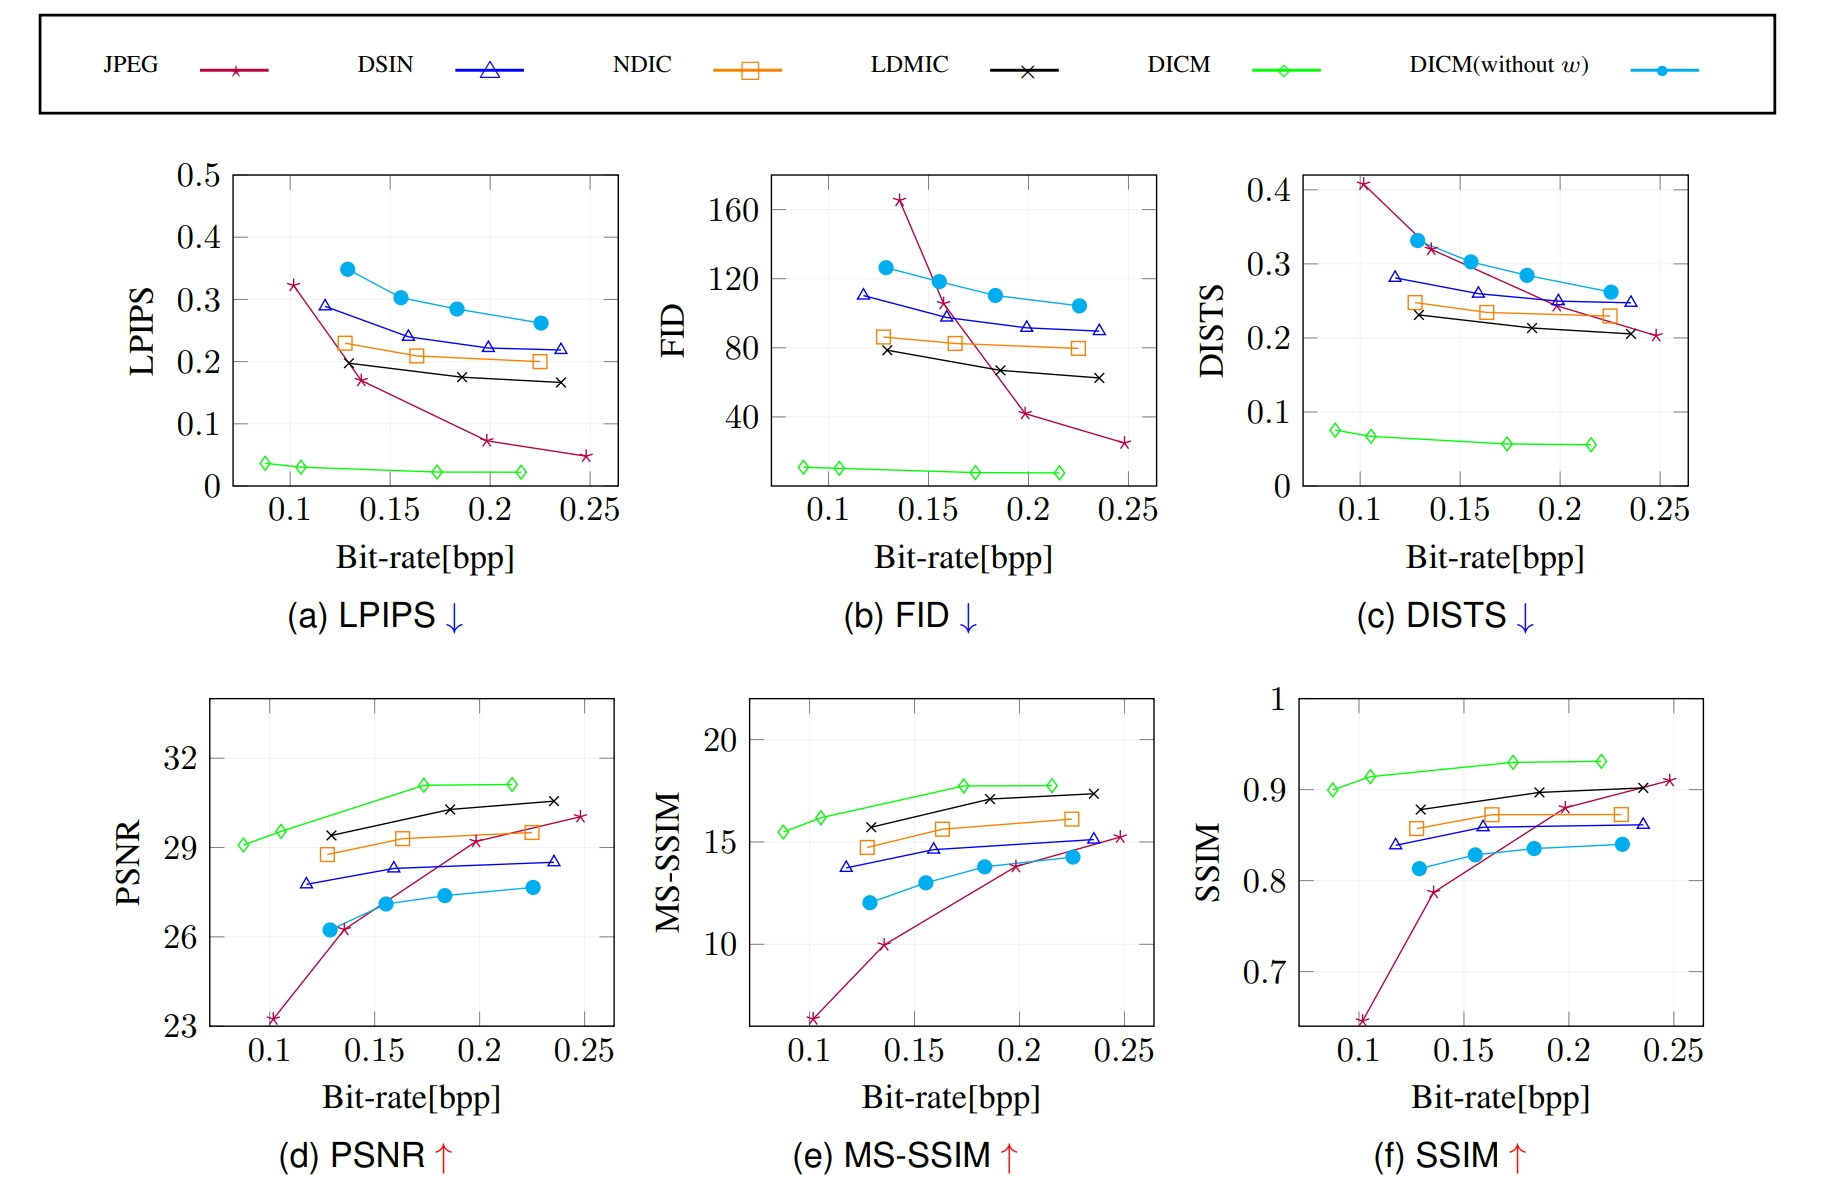 JPEG DSIN NDIC LDMIC DICM DICM(without w)
0.5
0.4
0.3
0.2
0.1
0
LPIPS
0.1 0.15 0.2 0.25
Bit-rate[bpp]
(a) LPIPS ↓
160
120
80
40
FID
0.1 0.15 0.2 0.25
Bit-rate[bpp]
(b) FID ↓
0.4
0.3
0.2
0.1
0
DISTS
0.1 0.15 0.2 0.25
Bit-rate[bpp]
(c) DISTS ↓
32
29
26
23
PSNR
0.1 0.15 0.2 0.25
Bit-rate[bpp]
(d) PSNR ↑
20
15
10
MS-SSIM
0.1 0.15 0.2 0.25
Bit-rate[bpp]
(e) MS-SSIM ↑
1
0.9
0.8
0.7
SSIM
0.1 0.15 0.2 0.25
Bit-rate[bpp]
(f) SSIM ↑